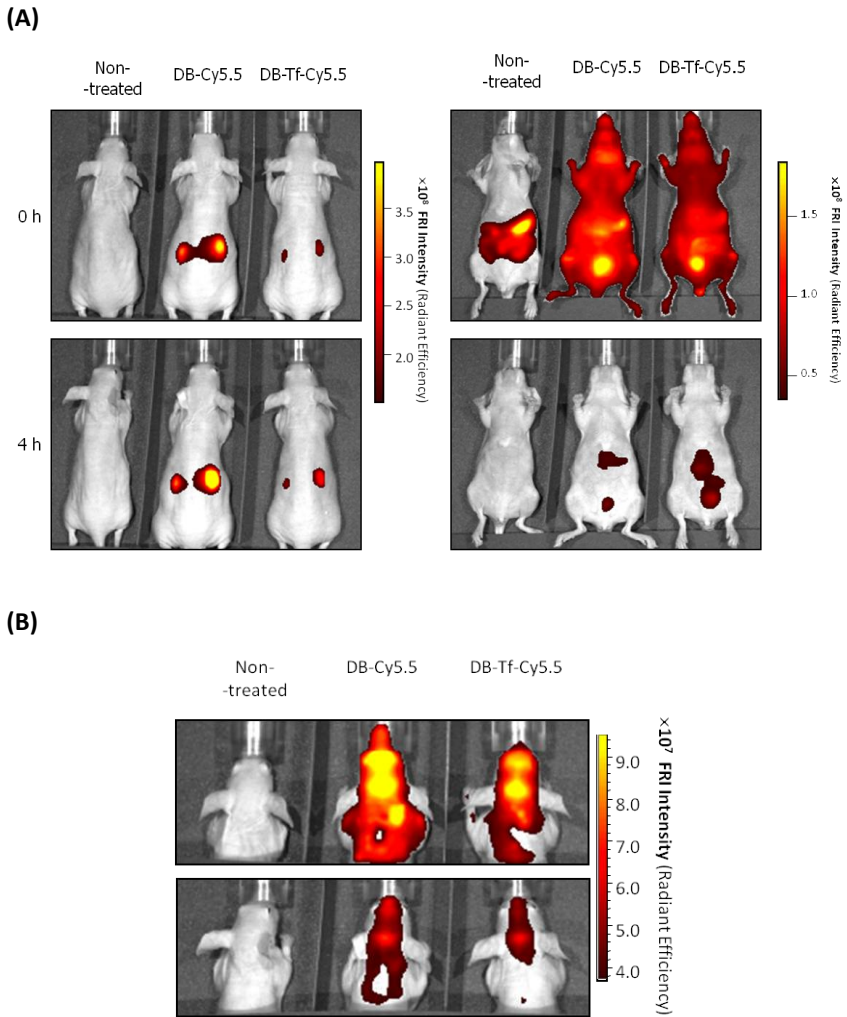 (A)
Non-
-treated
DB-Cy5.5
DB-Tf-Cy5.5
Non-
-treated
DB-Cy5.5
DB-Tf-Cy5.5
0 h
4 h
3.5
3.0
2.5
2.0
×10⁸ FRI Intensity (Radiant Efficiency)
1.5
1.0
0.5
×10⁸ FRI Intensity (Radiant Efficiency)
(B)
Non-
-treated
DB-Cy5.5
DB-Tf-Cy5.5
9.0
8.0
7.0
6.0
5.0
4.0
×10⁷ FRI Intensity (Radiant Efficiency)